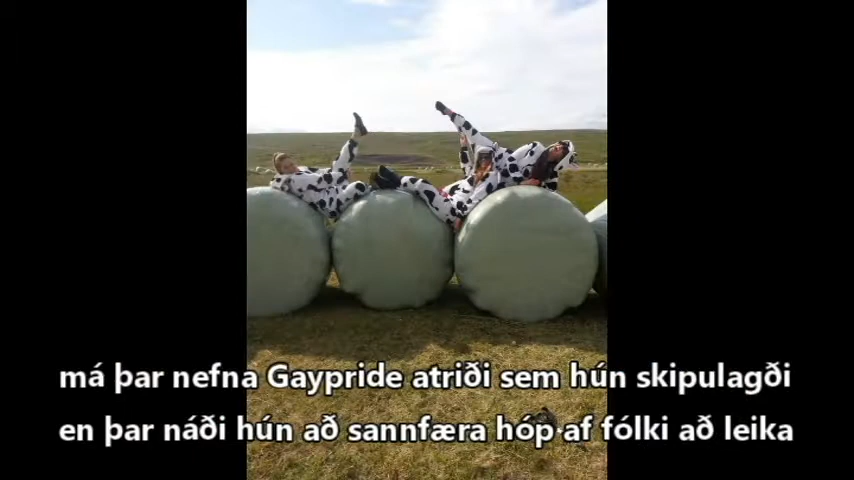 má þar nefna Gaypride atriði sem hún skipulagði
en þar náði hún að sannfæra hóp af fólki að leika